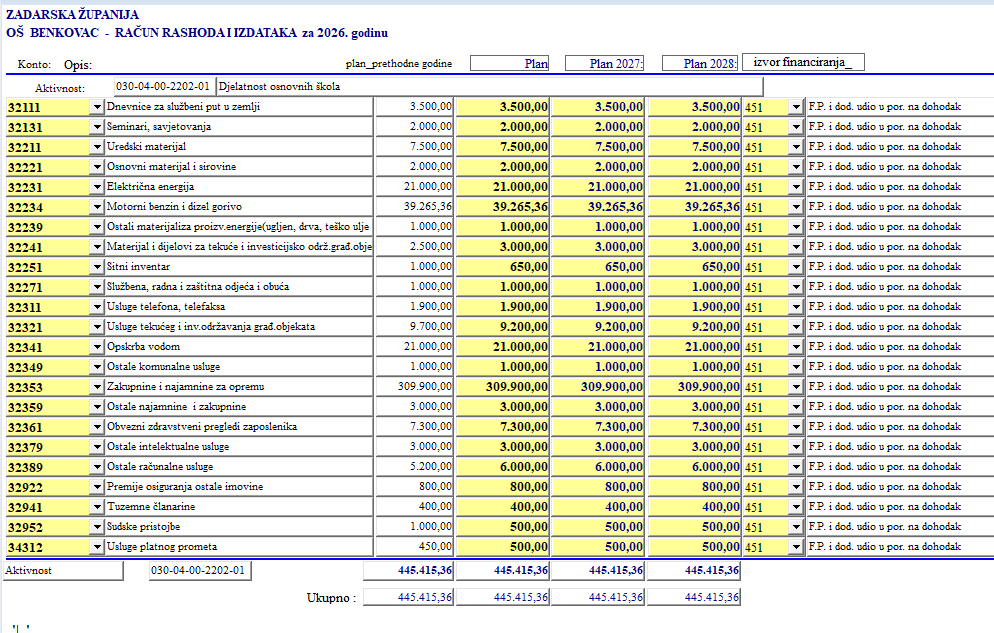 ZADARSKA ŽUPANIJA
OŠ BENKOVAC - RAČUN RASHODA I IZDATAKA za 2026. godinu
Konto: Opis: plan_prethodne godine Plan Plan 2027: Plan 2028: izvor financiranja_
Aktivnost: 030-04-00-2202-01 Djelatnost osnovnih škola
32111 Dnevnice za službeni put u zemlji 3.500,00 3.500,00 3.500,00 3.500,00 451 F.P. i dod. udio u por. na dohodak
32131 Seminari, savjetovanja 2.000,00 2.000,00 2.000,00 2.000,00 451 F.P. i dod. udio u por. na dohodak
32211 Uredski materijal 7.500,00 7.500,00 7.500,00 7.500,00 451 F.P. i dod. udio u por. na dohodak
32221 Osnovni materijal i sirovine 2.000,00 2.000,00 2.000,00 2.000,00 451 F.P. i dod. udio u por. na dohodak
32231 Električna energija 21.000,00 21.000,00 21.000,00 21.000,00 451 F.P. i dod. udio u por. na dohodak
32234 Motorni benzin i dizel gorivo 39.265,36 39.265,36 39.265,36 39.265,36 451 F.P. i dod. udio u por. na dohodak
32239 Ostali materijaliza proizv.energije(ugljen, drva, teško ulje 1.000,00 1.000,00 1.000,00 1.000,00 451 F.P. i dod. udio u por. na dohodak
32241 Materijal i dijelovi za tekuće i investicijsko održ.građ.obje 2.500,00 3.000,00 3.000,00 3.000,00 451 F.P. i dod. udio u por. na dohodak
32251 Sitni inventar 1.000,00 650,00 650,00 650,00 451 F.P. i dod. udio u por. na dohodak
32271 Službena, radna i zaštitna odjeća i obuća 1.000,00 1.000,00 1.000,00 1.000,00 451 F.P. i dod. udio u por. na dohodak
32311 Usluge telefona, telefaksa 1.900,00 1.900,00 1.900,00 1.900,00 451 F.P. i dod. udio u por. na dohodak
32321 Usluge tekućeg i inv.održavanja građ.objekata 9.700,00 9.200,00 9.200,00 9.200,00 451 F.P. i dod. udio u por. na dohodak
32341 Opskrba vodom 21.000,00 21.000,00 21.000,00 21.000,00 451 F.P. i dod. udio u por. na dohodak
32349 Ostale komunalne usluge 1.000,00 1.000,00 1.000,00 1.000,00 451 F.P. i dod. udio u por. na dohodak
32353 Zakupnine i najamnine za opremu 309.900,00 309.900,00 309.900,00 309.900,00 451 F.P. i dod. udio u por. na dohodak
32359 Ostale najamnine i zakupnine 3.000,00 3.000,00 3.000,00 3.000,00 451 F.P. i dod. udio u por. na dohodak
32361 Obvezni zdravstveni pregledi zaposlenika 7.300,00 7.300,00 7.300,00 7.300,00 451 F.P. i dod. udio u por. na dohodak
32379 Ostale intelektualne usluge 3.000,00 3.000,00 3.000,00 3.000,00 451 F.P. i dod. udio u por. na dohodak
32389 Ostale računalne usluge 5.200,00 6.000,00 6.000,00 6.000,00 451 F.P. i dod. udio u por. na dohodak
32922 Premije osiguranja ostale imovine 800,00 800,00 800,00 800,00 451 F.P. i dod. udio u por. na dohodak
32941 Tuzemne članarine 400,00 400,00 400,00 400,00 451 F.P. i dod. udio u por. na dohodak
32952 Sudske pristojbe 1.000,00 500,00 500,00 500,00 451 F.P. i dod. udio u por. na dohodak
34312 Usluge platnog prometa 450,00 500,00 500,00 500,00 451 F.P. i dod. udio u por. na dohodak
Aktivnost 030-04-00-2202-01 445.415,36 445.415,36 445.415,36 445.415,36
Ukupno : 445.415,36 445.415,36 445.415,36 445.415,36